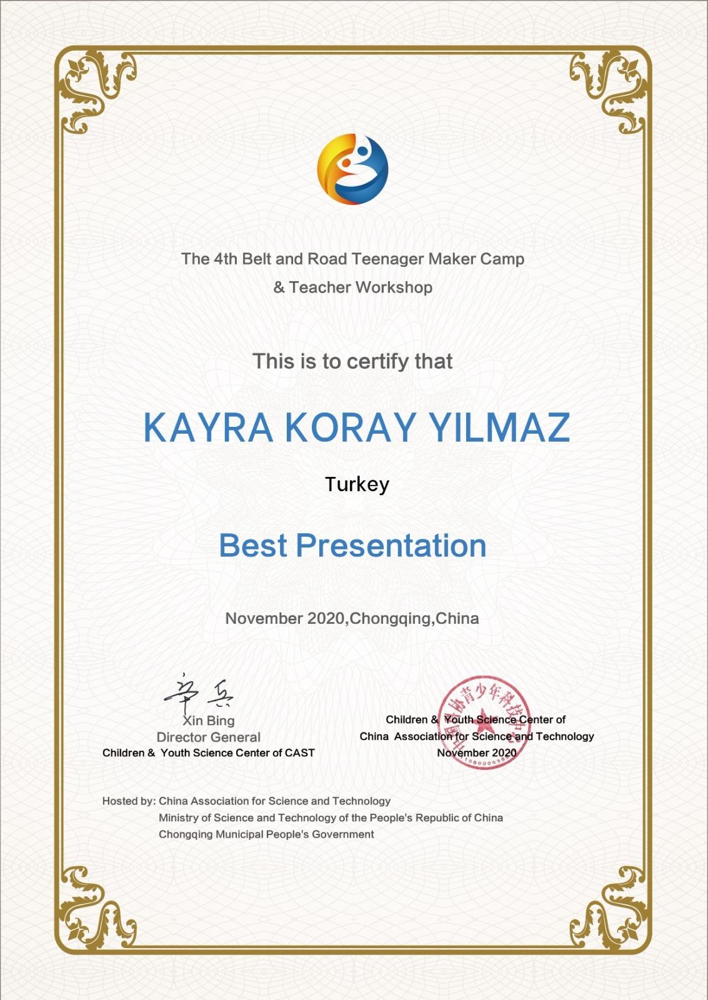 The 4th Belt and Road Teenager Maker Camp
& Teacher Workshop
This is to certify that
KAYRA KORAY YILMAZ
Turkey
Best Presentation
November 2020,Chongqing,China
辛兵
Xin Bing
Director General
Children & Youth Science Center of CAST
中国科协青少年科技中心
Children & Youth Science Center of
China Association for Science and Technology
November 2020
Hosted by: China Association for Science and Technology
Ministry of Science and Technology of the People's Republic of China
Chongqing Municipal People's Government